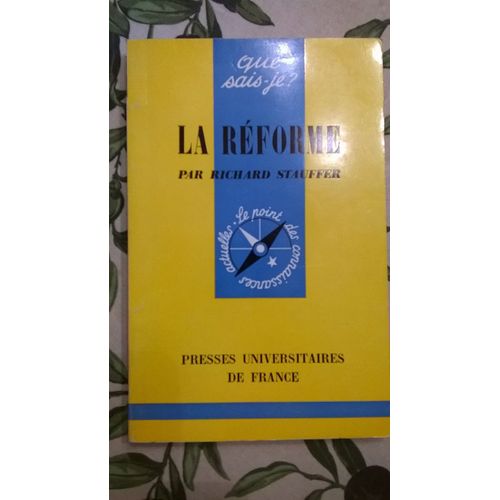 que
sais-je?
LA RÉFORME
PAR RICHARD STAUFFER
Le point des connaissances actuelles.
PRESSES UNIVERSITAIRES
DE FRANCE